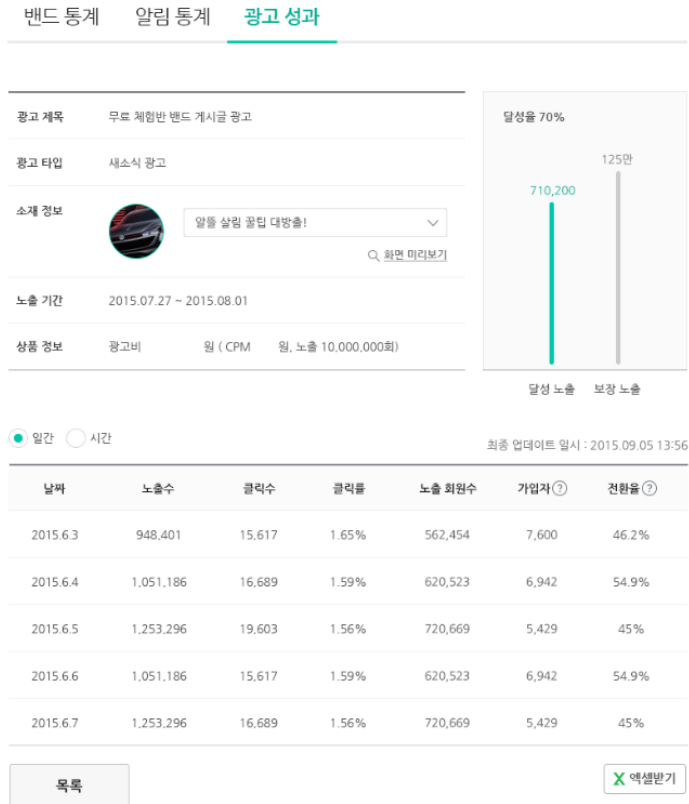 밴드 통계 알림 통계 광고 성과
광고 제목 무료 체험반 밴드 게시글 광고
광고 타입 새소식 광고
소재 정보 알뜰 살림 꿀팁 대방출!
화면 미리보기
노출 기간 2015.07.27 ~ 2015.08.01
상품 정보 광고비 원 ( CPM 원, 노출 10,000,000회)
달성율 70%
125만
710,200
달성 노출 보장 노출
일간 시간
최종 업데이트 일시 : 2015.09.05 13:56
날짜 노출수 클릭수 클릭률 노출 회원수 가입자? 전환율?
2015.6.3 948,401 15,617 1.65% 562,454 7,600 46.2%
2015.6.4 1,051,186 16,689 1.59% 620,523 6,942 54.9%
2015.6.5 1,253,296 19,603 1.56% 720,669 5,429 45%
2015.6.6 1,051,186 15,617 1.59% 620,523 6,942 54.9%
2015.6.7 1,253,296 16,689 1.56% 720,669 5,429 45%
목록
X 엑셀받기